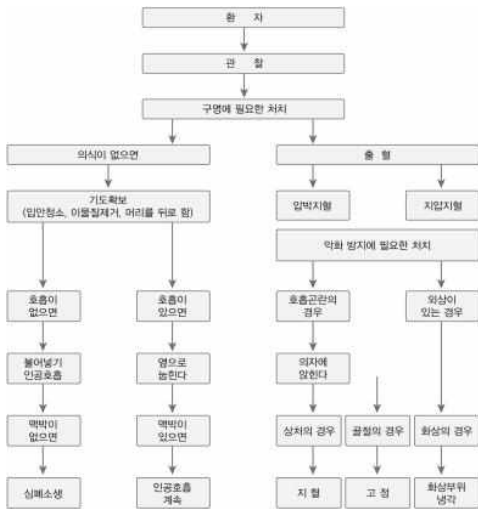 환 자
관 찰
구명에 필요한 처치
의식이 없으면
출 혈
기도확보
(입안청소, 이물질제거, 머리를 뒤로 함)
압박지혈
지압지혈
악화 방지에 필요한 처치
호흡이
없으면
호흡이
있으면
호흡곤란의
경우
외상이
있는 경우
불어넣기
인공호흡
옆으로
눕힌다
의자에
앉힌다
맥박이
없으면
맥박이
있으면
상처의 경우
골절의 경우
화상의 경우
심폐소생
인공호흡
계속
지 혈
고 정
화상부위
냉각